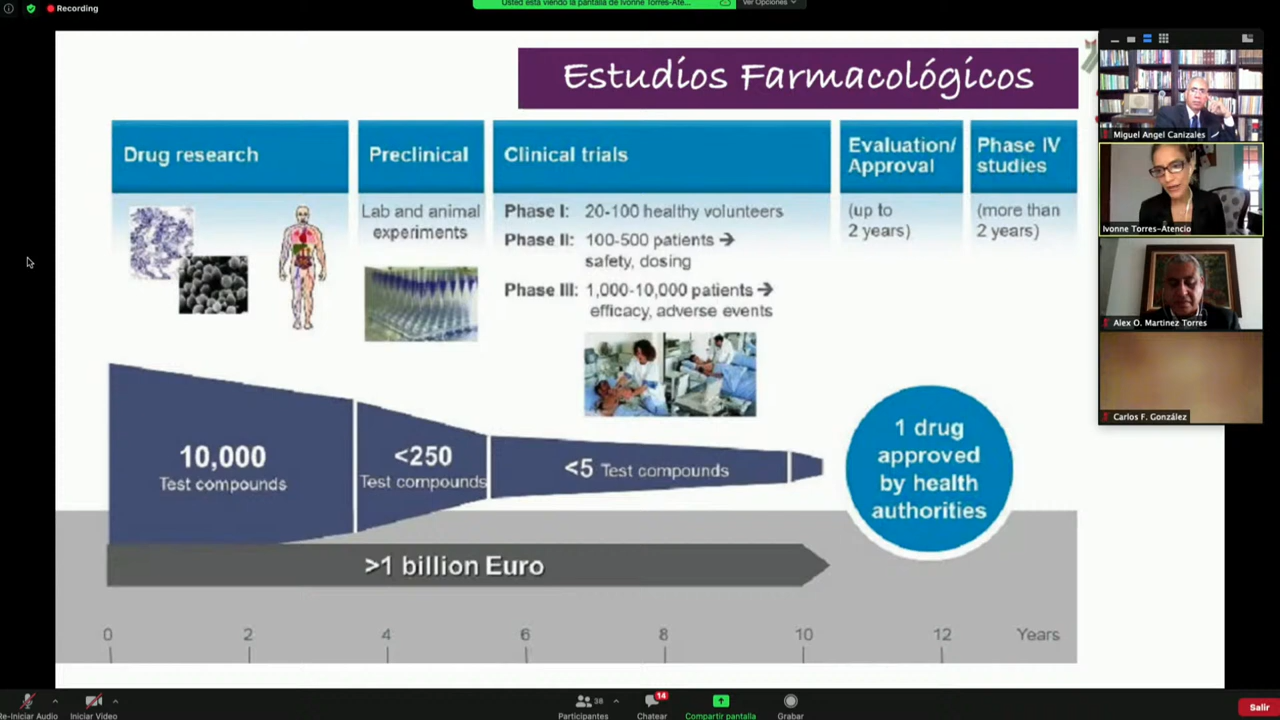 Recording
Usted está viendo la pantalla de Ivonne Torres-Ate...
Ver Opciones
Estudios Farmacológicos
Drug research
Preclinical
Clinical trials
Evaluation/
Approval
Phase IV
studies
Lab and animal
experiments
Phase I: 20-100 healthy volunteers
Phase II: 100-500 patients →
safety, dosing
Phase III: 1,000-10,000 patients →
efficacy, adverse events
(up to
2 years)
(more than
2 years)
10,000
Test compounds
<250
Test compounds
<5 Test compounds
1 drug
approved
by health
authorities
>1 billion Euro
0 2 4 6 8 10 12 Years
Miguel Angel Canizales
Ivonne Torres-Atencio
Alex O. Martinez Torres
Carlos F. González
Re-Iniciar Audio
Iniciar Video
38
Participantes
14
Chatear
Compartir pantalla
Grabar
Salir